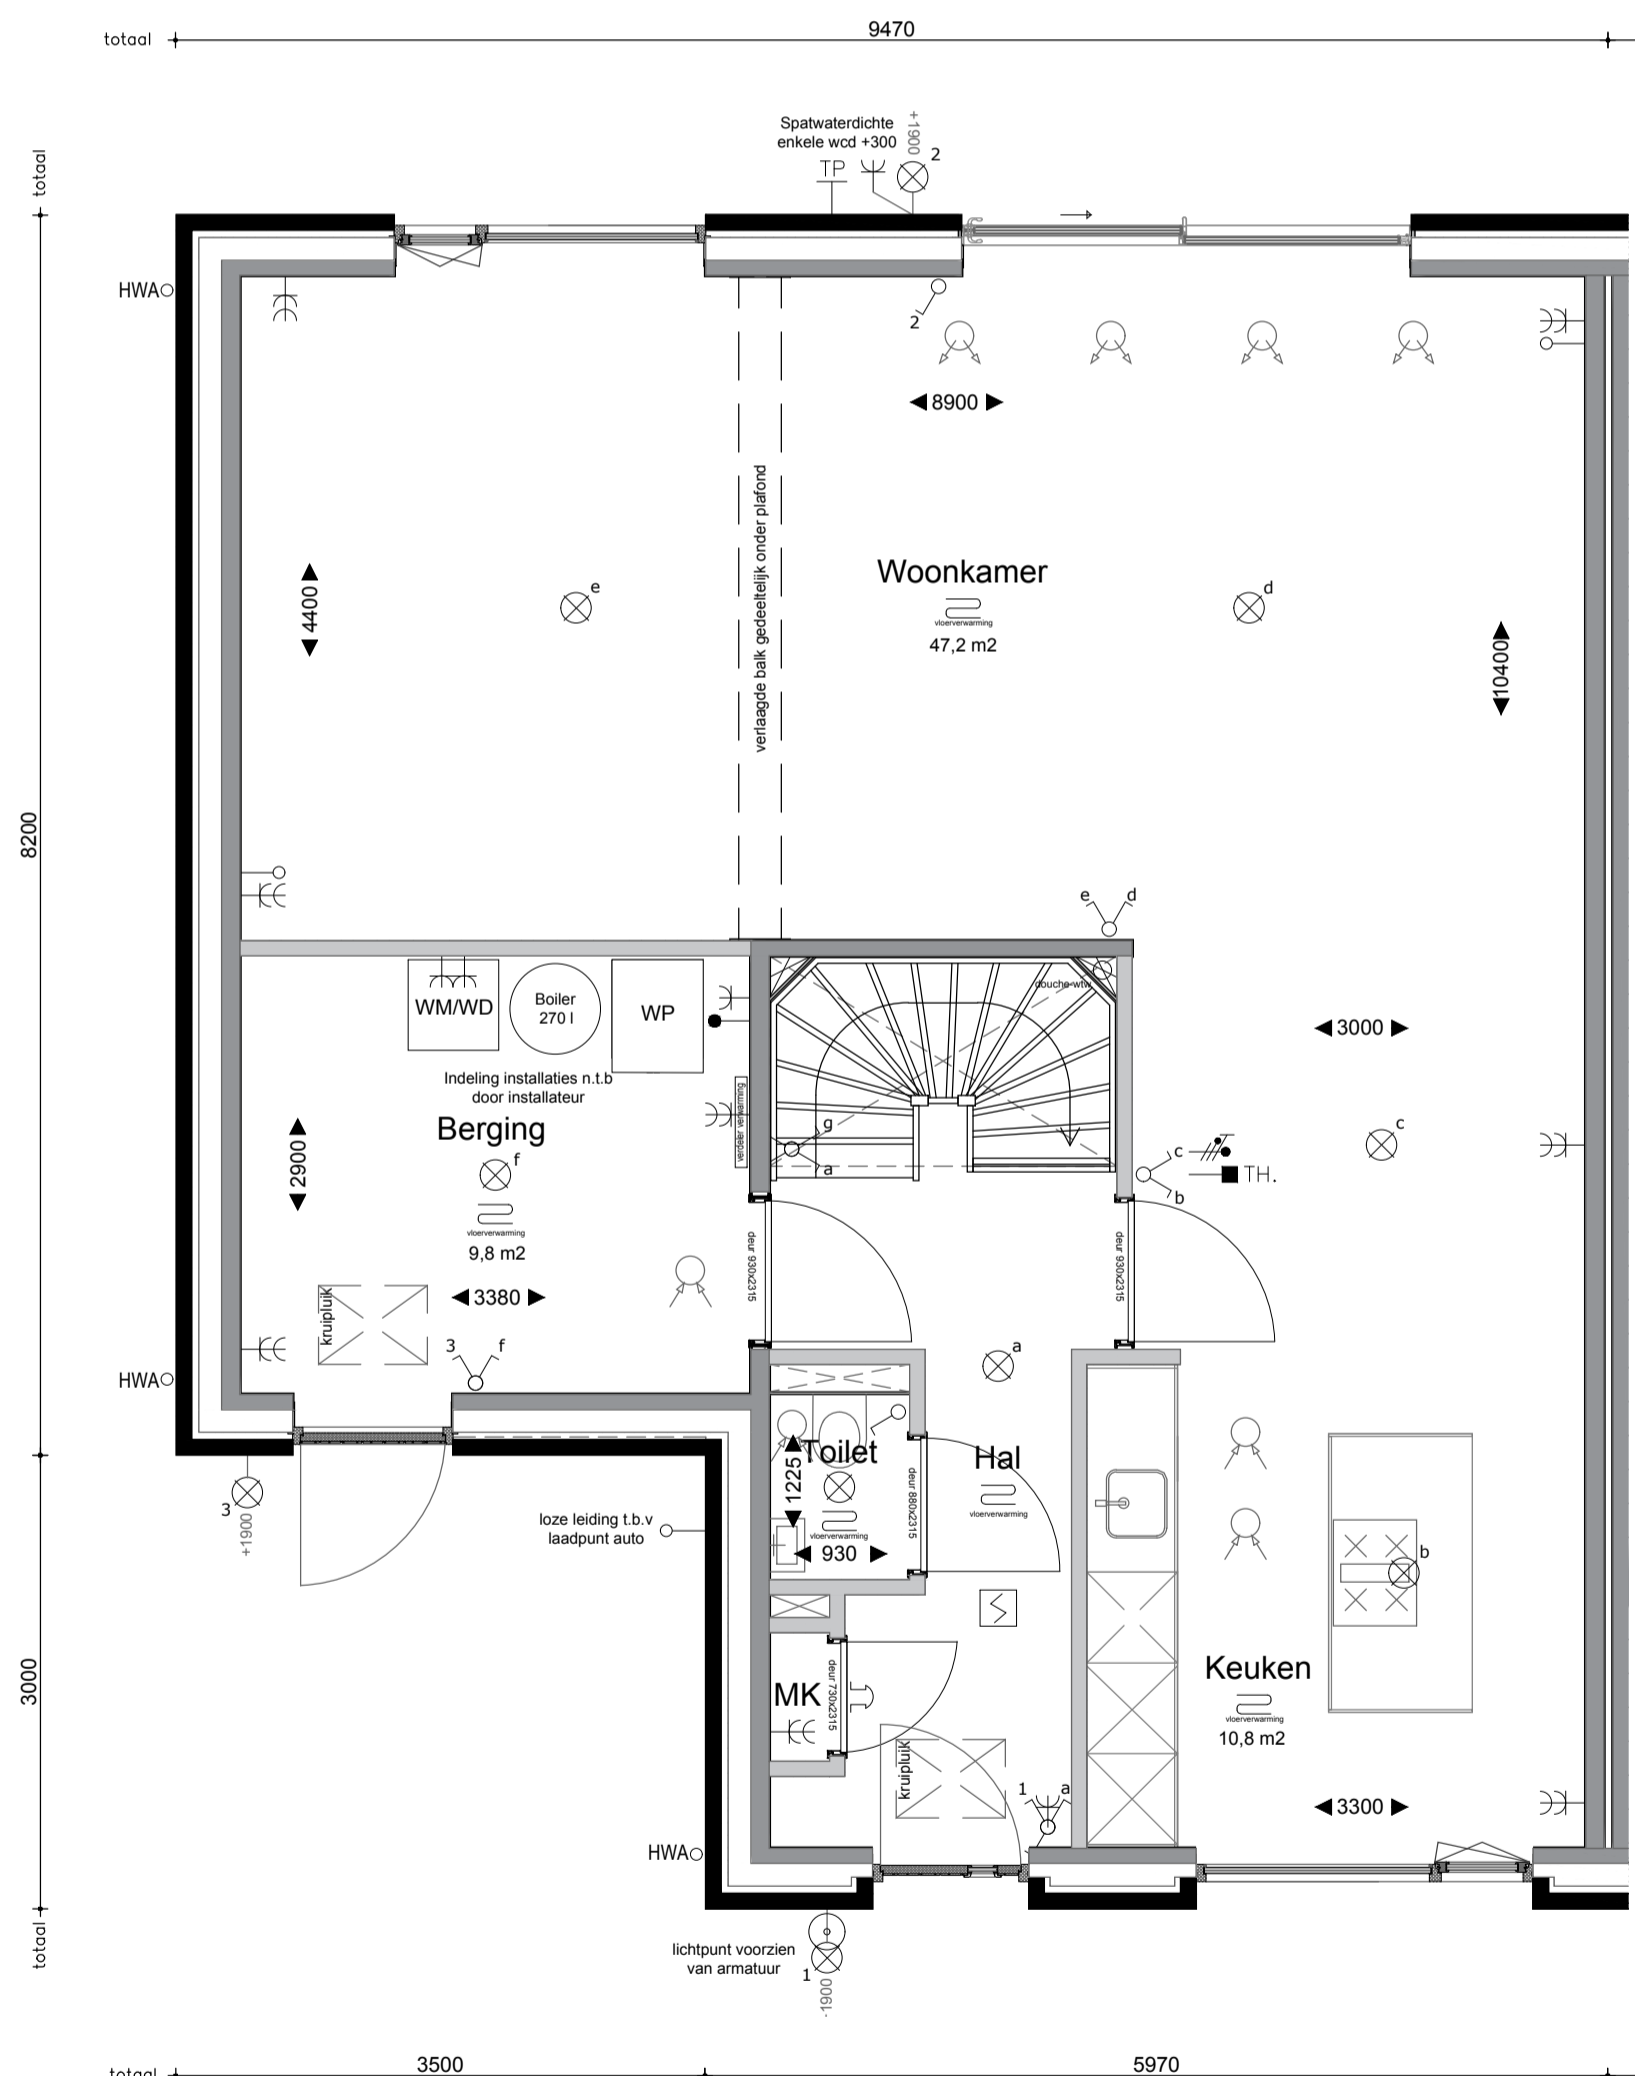 totaal
9470
totaal
Spatwaterdichte
enkele wcd +300
+1900
2
TP
HWA
2
8900
verlaagde balk gedeeltelijk onder plafond
Woonkamer
vloerverwarming
47,2 m2
e
d
4400
10400
8200
e
d
WM/WD
Boiler
270 l
WP
douche-wtw
Indeling installaties n.t.b
door installateur
Berging
f
vloerverwarming
9,8 m2
2900
3380
kruipluik
verdeler verwarming
g
a
3000
c
c
b
TH.
deur 930x2315
deur 930x2315
3
f
HWA
a
3
+1900
loze leiding t.b.v
laadpunt auto
Toilet
1225
vloerverwarming
930
deur 880x2315
Hal
vloerverwarming
b
Keuken
vloerverwarming
10,8 m2
3000
MK
deur 730x2315
kruipluik
1
a
3300
HWA
totaal
lichtpunt voorzien
van armatuur
1
-1900
totaal
3500
5970